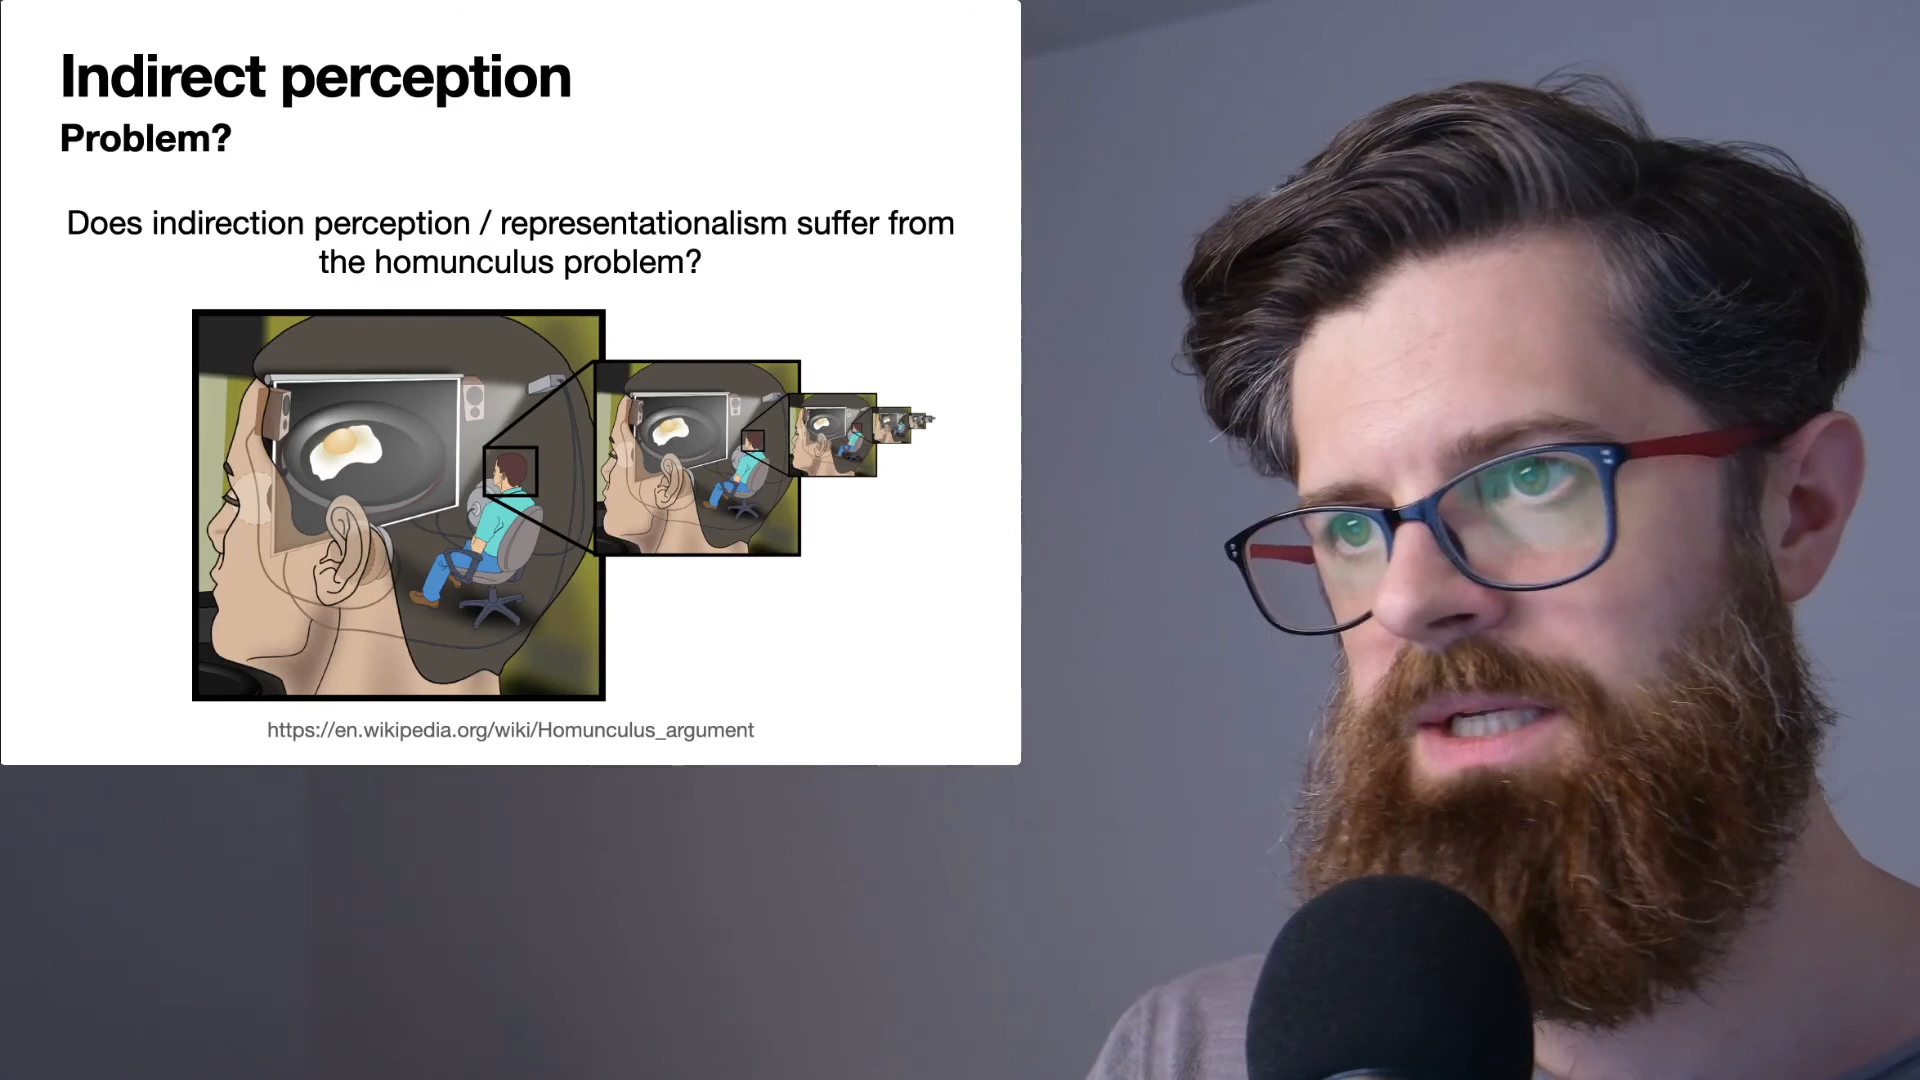 Indirect perception
Problem?
Does indirection perception / representationalism suffer from
the homunculus problem?
https://en.wikipedia.org/wiki/Homunculus_argument